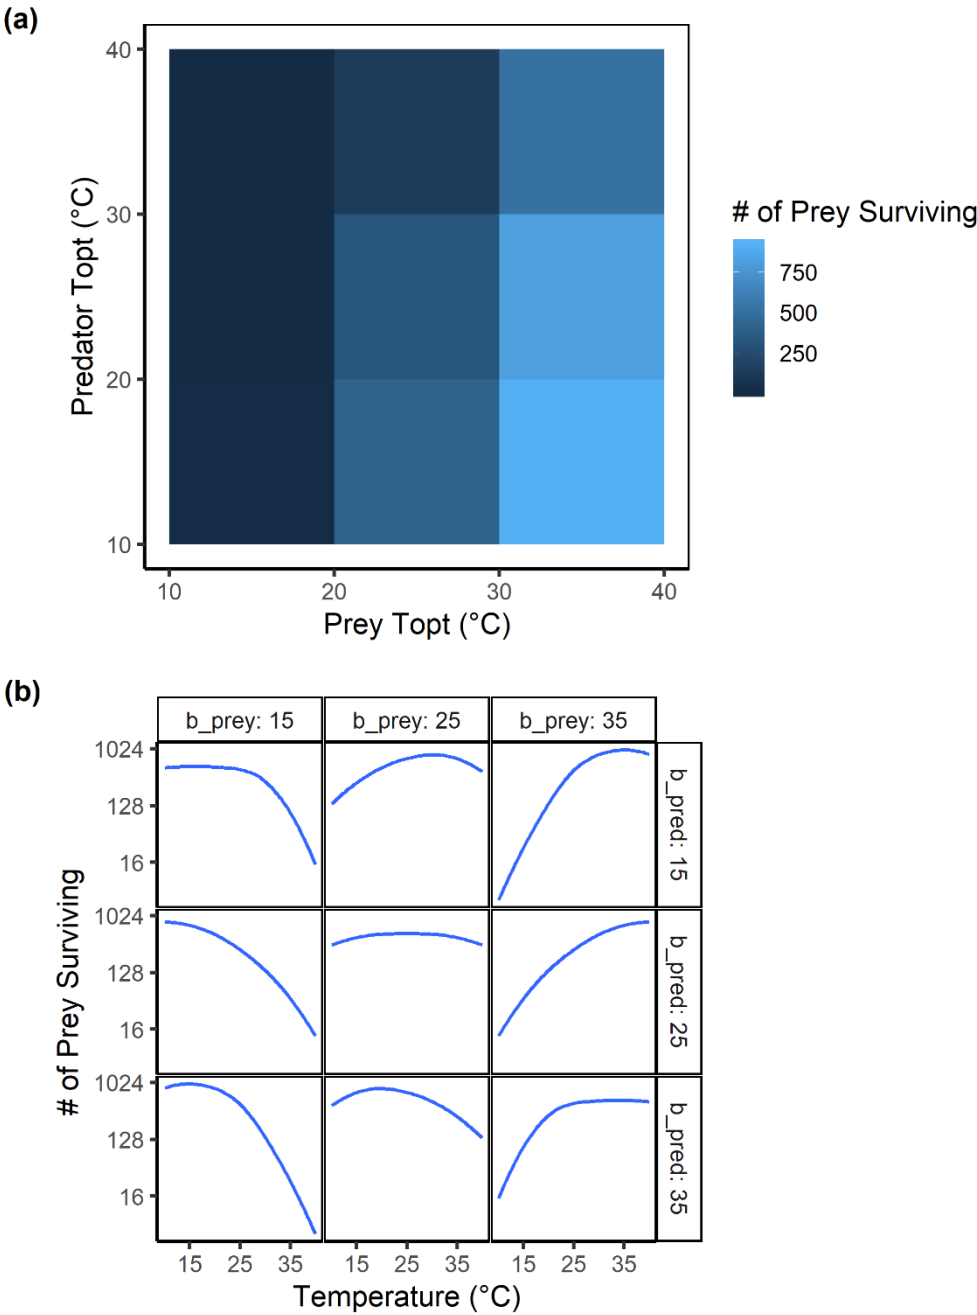 (a)
40
30
20
10
Predator Topt (°C)
10 20 30 40
Prey Topt (°C)
# of Prey Surviving
750
500
250
(b)
b_prey: 15 b_prey: 25 b_prey: 35
1024
128
16
b_pred: 15
1024
128
16
b_pred: 25
1024
128
16
b_pred: 35
# of Prey Surviving
15 25 35 15 25 35 15 25 35
Temperature (°C)